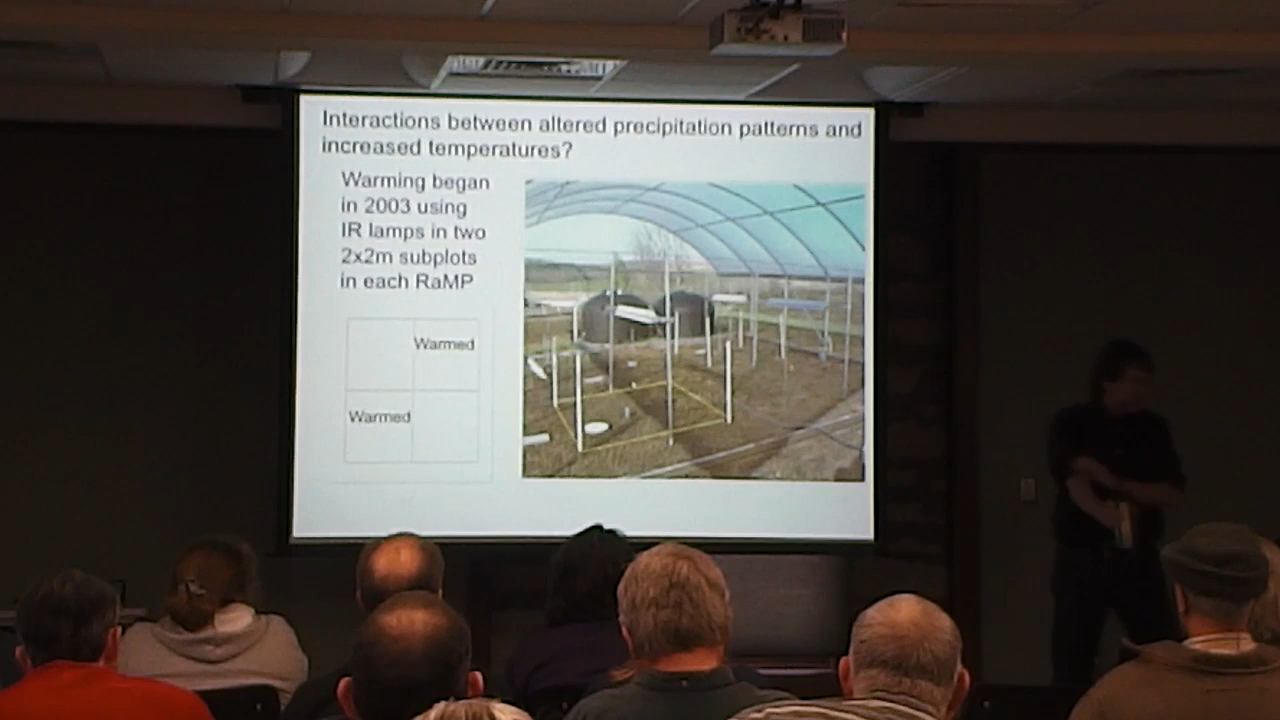 Interactions between altered precipitation patterns and
increased temperatures?
Warming began
in 2003 using
IR lamps in two
2x2m subplots
in each RaMP
Warmed
Warmed